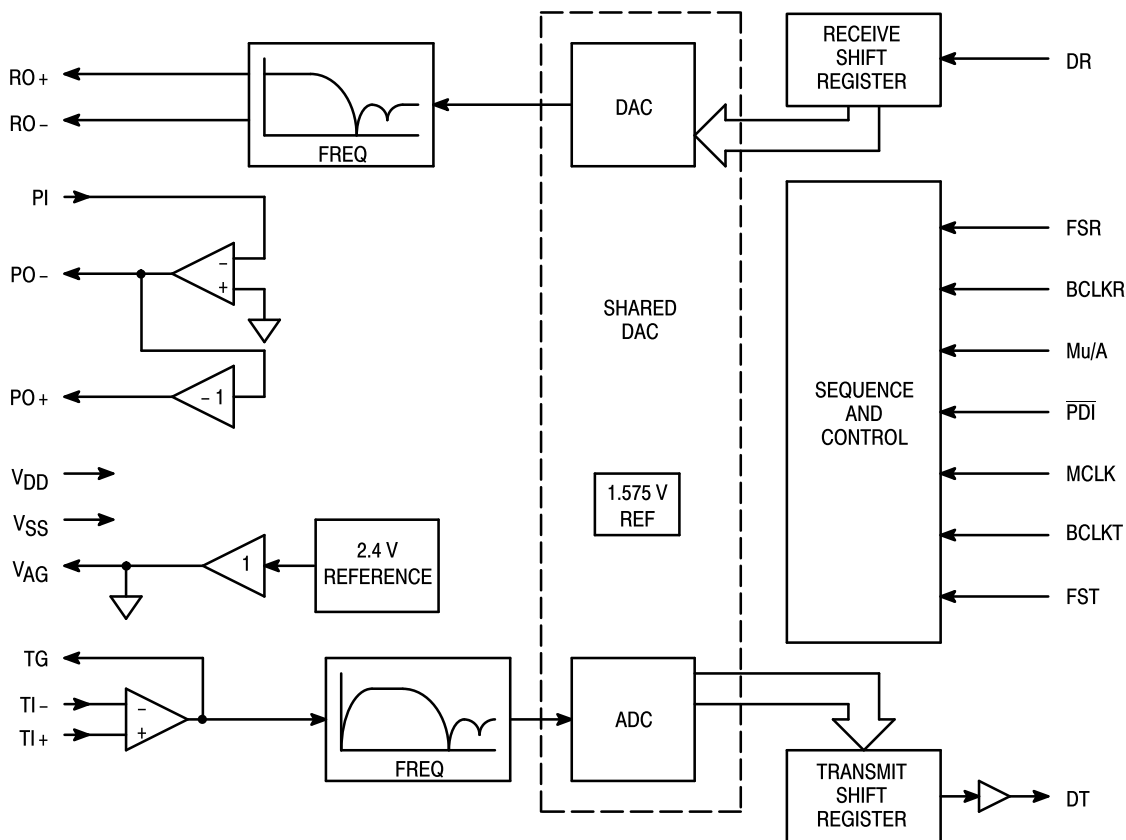 RO+
RO−
FREQ
DAC
RECEIVE
SHIFT
REGISTER
DR
PI
PO−
−
+
PO+
− 1
SHARED
DAC
SEQUENCE
AND
CONTROL
FSR
BCLKR
Mu/A
PDI
MCLK
BCLKT
FST
VDD
VSS
VAG
1
2.4 V
REFERENCE
1.575 V
REF
TG
TI−
TI+
−
+
FREQ
ADC
TRANSMIT
SHIFT
REGISTER
DT